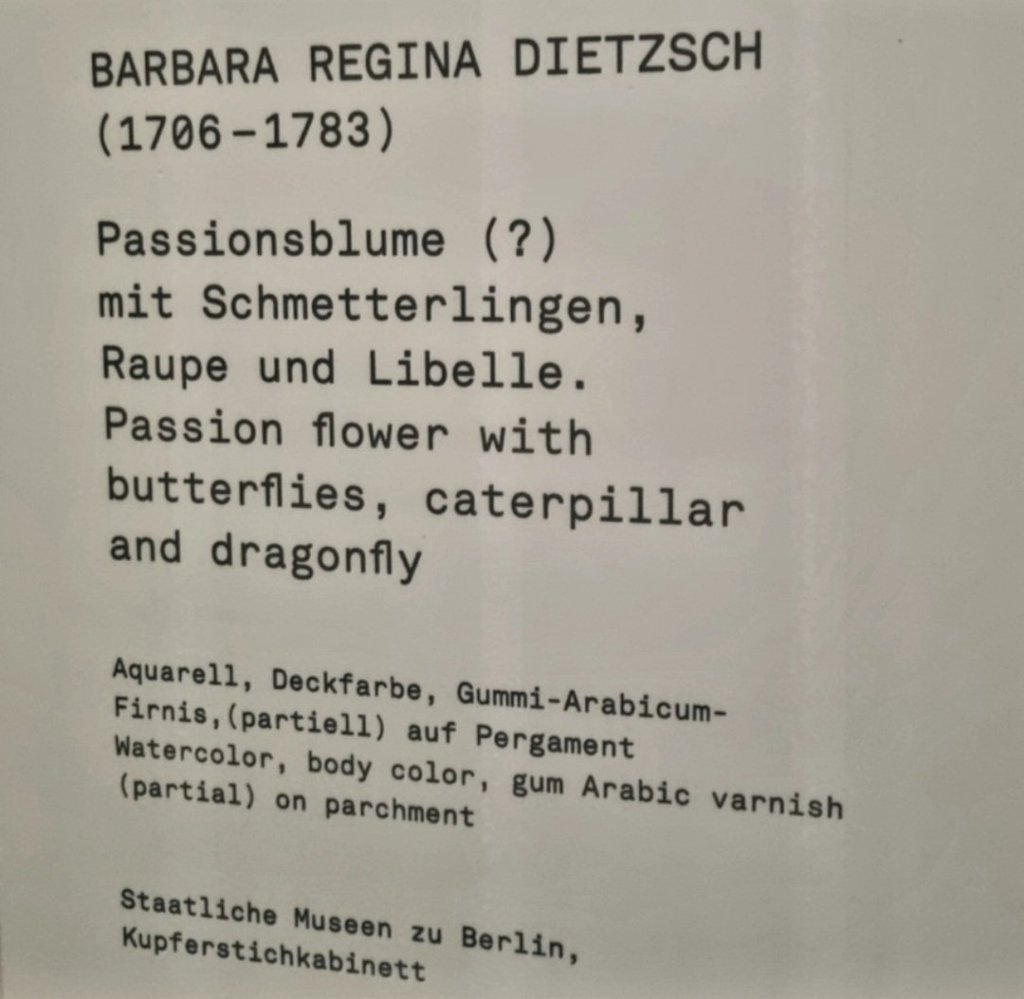 BARBARA REGINA DIETZSCH
(1706–1783)
Passionsblume (?)
mit Schmetterlingen,
Raupe und Libelle.
Passion flower with
butterflies, caterpillar
and dragonfly
Aquarell, Deckfarbe, Gummi-Arabicum-
Firnis,(partiell) auf Pergament
Watercolor, body color, gum Arabic varnish
(partial) on parchment
Staatliche Museen zu Berlin,
Kupferstichkabinett